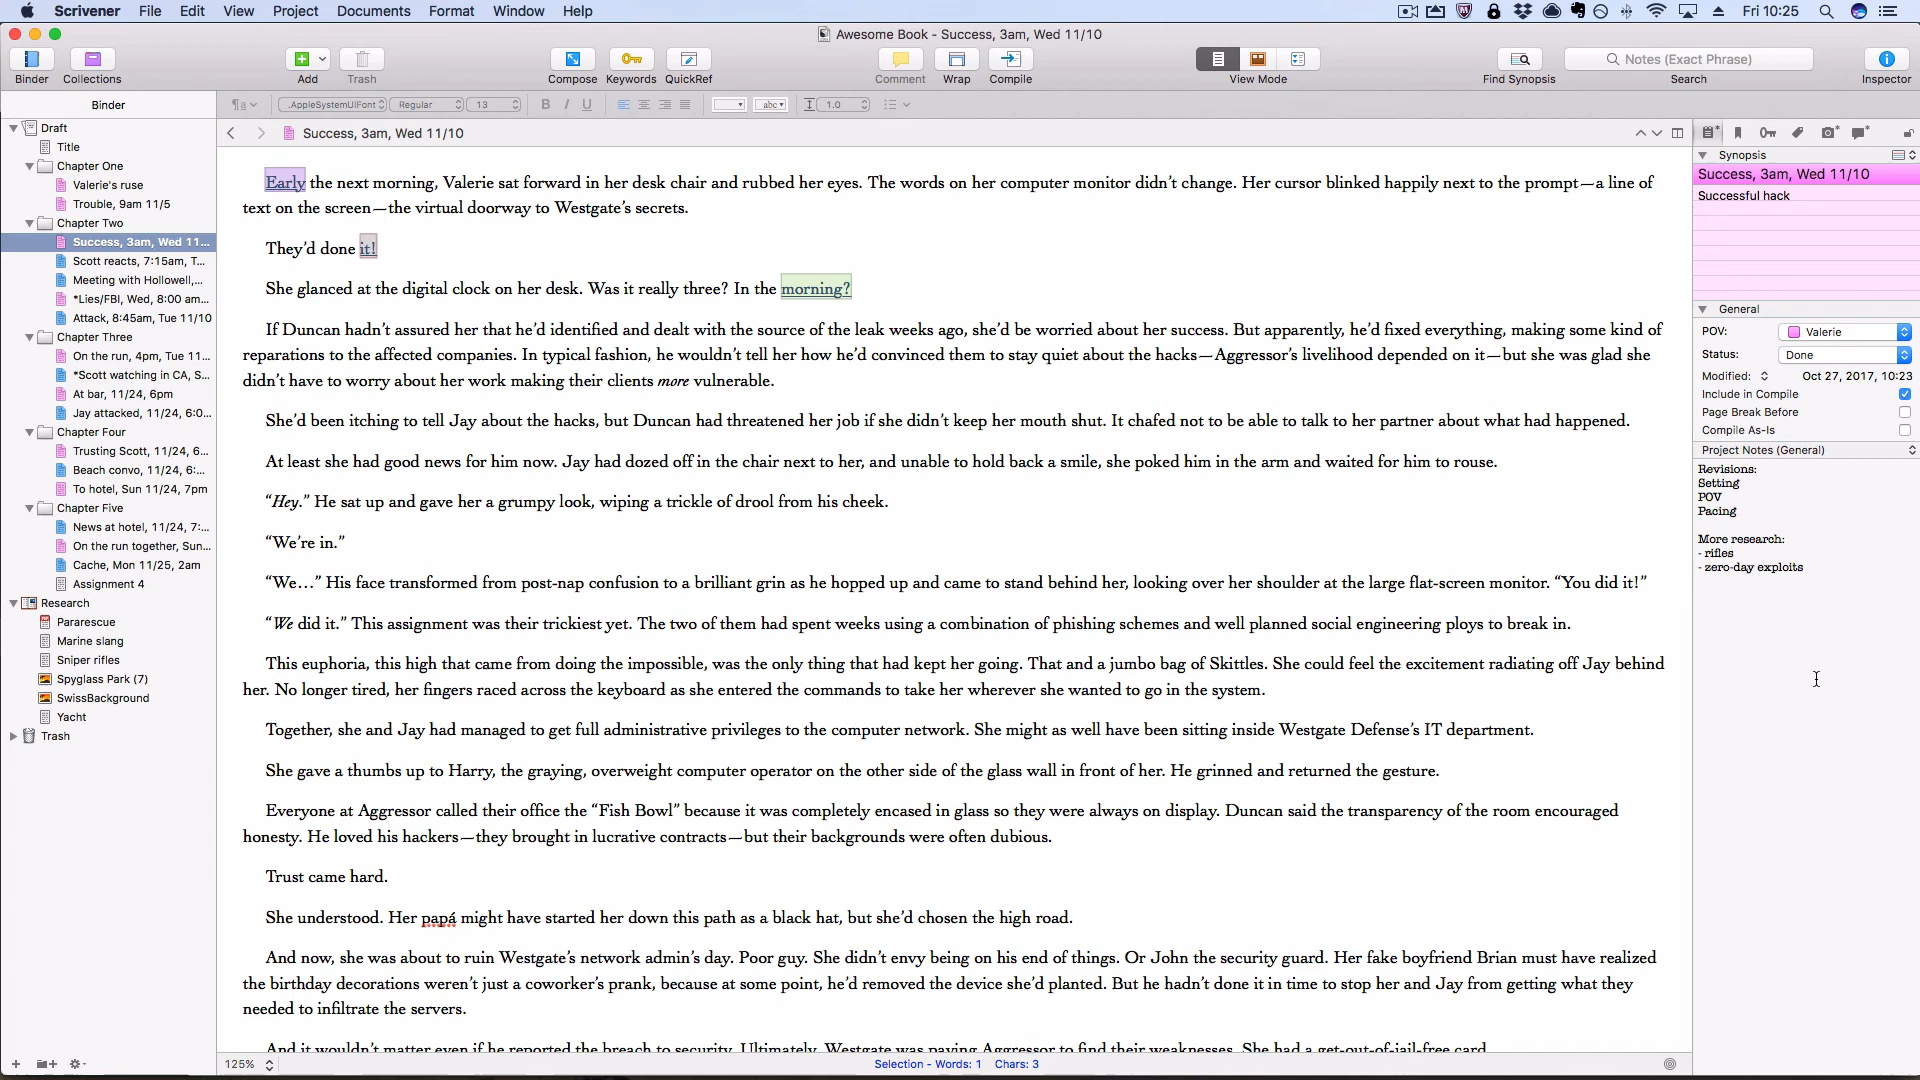 Scrivener File Edit View Project Documents Format Window Help Fri 10:25
Awesome Book - Success, 3am, Wed 11/10
Binder Collections Add Trash Compose Keywords QuickRef Comment Wrap Compile View Mode Find Synopsis Notes (Exact Phrase) Search Inspector
Binder
.AppleSystemUIFont Regular 13 B I U abc 1.0
Draft
Title
Chapter One
Valerie's ruse
Trouble, 9am 11/5
Chapter Two
Success, 3am, Wed 11...
Scott reacts, 7:15am, T...
Meeting with Hollowell,...
*Lies/FBI, Wed, 8:00 am...
Attack, 8:45am, Tue 11/10
Chapter Three
On the run, 4pm, Tue 11...
*Scott watching in CA, S...
At bar, 11/24, 6pm
Jay attacked, 11/24, 6:0...
Chapter Four
Trusting Scott, 11/24, 6...
Beach convo, 11/24, 6:...
To hotel, Sun 11/24, 7pm
Chapter Five
News at hotel, 11/24, 7:...
On the run together, Sun...
Cache, Mon 11/25, 2am
Assignment 4
Research
Pararescue
Marine slang
Sniper rifles
Spyglass Park (7)
SwissBackground
Yacht
Trash
Success, 3am, Wed 11/10
Early the next morning, Valerie sat forward in her desk chair and rubbed her eyes. The words on her computer monitor didn’t change. Her cursor blinked happily next to the prompt—a line of
text on the screen—the virtual doorway to Westgate’s secrets.
They’d done it!
She glanced at the digital clock on her desk. Was it really three? In the morning?
If Duncan hadn’t assured her that he’d identified and dealt with the source of the leak weeks ago, she’d be worried about her success. But apparently, he’d fixed everything, making some kind of
reparations to the affected companies. In typical fashion, he wouldn’t tell her how he’d convinced them to stay quiet about the hacks—Aggressor’s livelihood depended on it—but she was glad she
didn’t have to worry about her work making their clients more vulnerable.
She’d been itching to tell Jay about the hacks, but Duncan had threatened her job if she didn’t keep her mouth shut. It chafed not to be able to talk to her partner about what had happened.
At least she had good news for him now. Jay had dozed off in the chair next to her, and unable to hold back a smile, she poked him in the arm and waited for him to rouse.
“Hey.” He sat up and gave her a grumpy look, wiping a trickle of drool from his cheek.
“We’re in.”
“We…” His face transformed from post-nap confusion to a brilliant grin as he hopped up and came to stand behind her, looking over her shoulder at the large flat-screen monitor. “You did it!”
“We did it.” This assignment was their trickiest yet. The two of them had spent weeks using a combination of phishing schemes and well planned social engineering ploys to break in.
This euphoria, this high that came from doing the impossible, was the only thing that had kept her going. That and a jumbo bag of Skittles. She could feel the excitement radiating off Jay behind
her. No longer tired, her fingers raced across the keyboard as she entered the commands to take her wherever she wanted to go in the system.
Together, she and Jay had managed to get full administrative privileges to the computer network. She might as well have been sitting inside Westgate Defense’s IT department.
She gave a thumbs up to Harry, the graying, overweight computer operator on the other side of the glass wall in front of her. He grinned and returned the gesture.
Everyone at Aggressor called their office the “Fish Bowl” because it was completely encased in glass so they were always on display. Duncan said the transparency of the room encouraged
honesty. He loved his hackers—they brought in lucrative contracts—but their backgrounds were often dubious.
Trust came hard.
She understood. Her papá might have started her down this path as a black hat, but she’d chosen the high road.
And now, she was about to ruin Westgate’s network admin’s day. Poor guy. She didn’t envy being on his end of things. Or John the security guard. Her fake boyfriend Brian must have realized
the birthday decorations weren’t just a coworker’s prank, because at some point, he’d removed the device she’d planted. But he hadn’t done it in time to stop her and Jay from getting what they
needed to infiltrate the servers.
And it wouldn’t matter even if he reported the breach to security. Ultimately, Westgate was paying Aggressor to find their weaknesses. She had a get-out-of-jail-free card
125% Selection - Words: 1 Chars: 3
Synopsis
Success, 3am, Wed 11/10
Successful hack
General
POV: Valerie
Status: Done
Modified: Oct 27, 2017, 10:23
Include in Compile
Page Break Before
Compile As-Is
Project Notes (General)
Revisions:
Setting
POV
Pacing
More research:
- rifles
- zero-day exploits